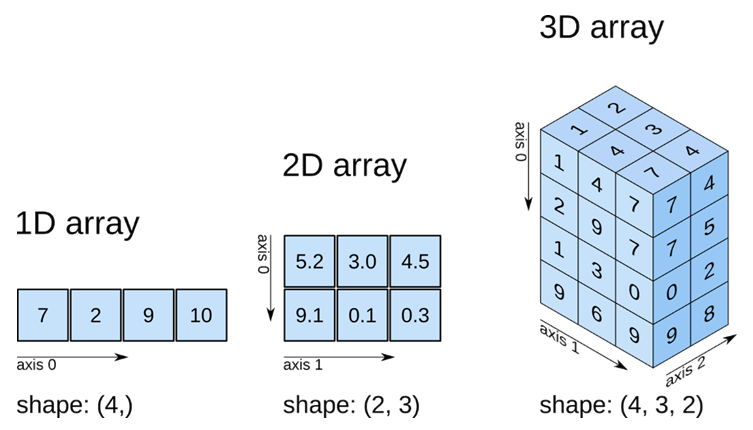 1D array
7 2 9 10
axis 0
shape: (4,)
2D array
axis 0
5.2 3.0 4.5
9.1 0.1 0.3
axis 1
shape: (2, 3)
3D array
axis 0
2
1 3
4 4
7
1 4 7 7 4
2 9 7 7 5
1 3 0 0 2
9 6 9 9 8
axis 1
axis 2
shape: (4, 3, 2)